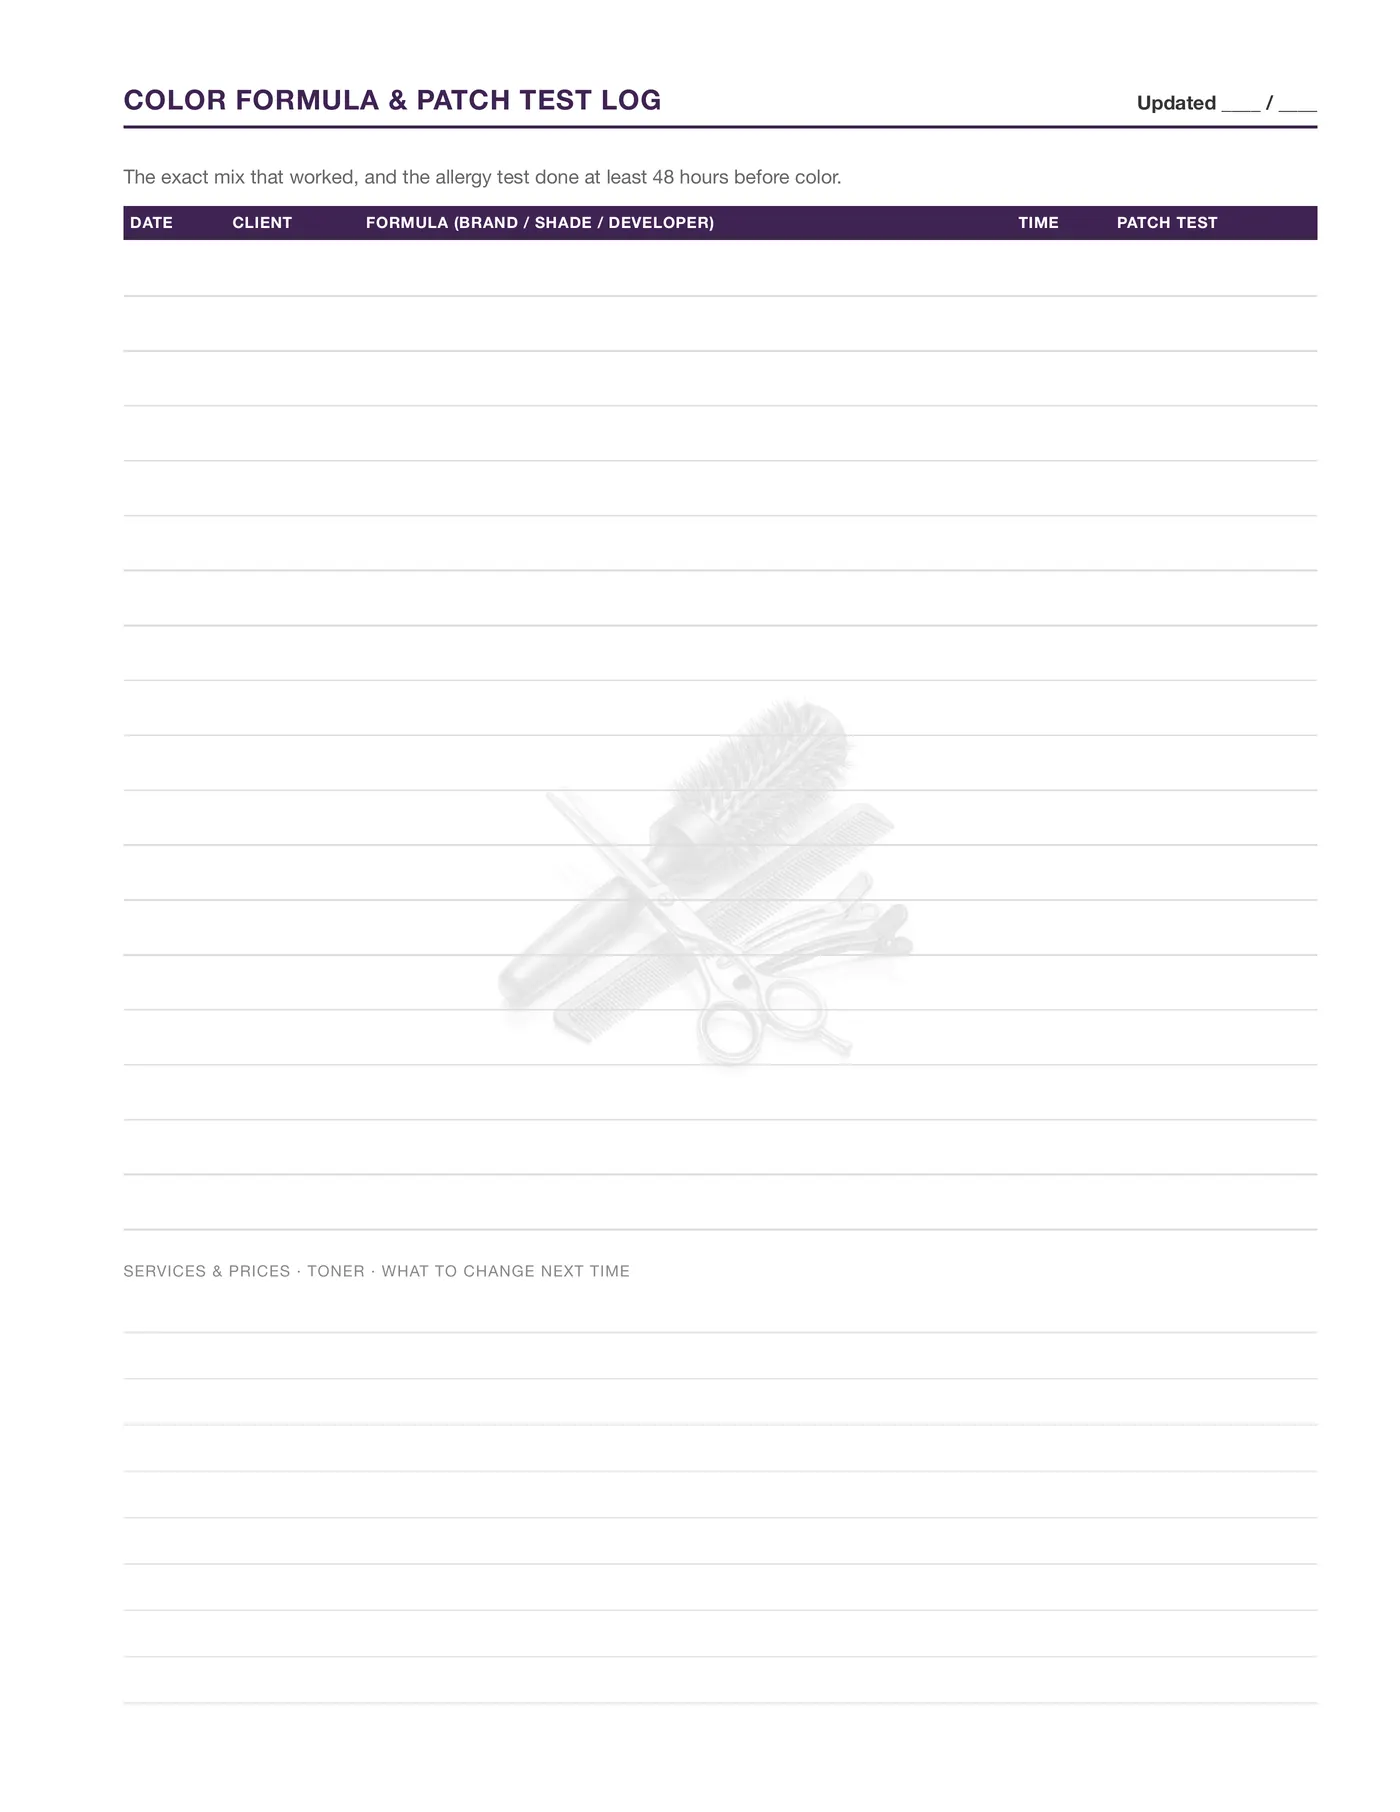 COLOR FORMULA & PATCH TEST LOG
Updated ____ / ____
The exact mix that worked, and the allergy test done at least 48 hours before color.
DATE CLIENT FORMULA (BRAND / SHADE / DEVELOPER) TIME PATCH TEST
SERVICES & PRICES · TONER · WHAT TO CHANGE NEXT TIME